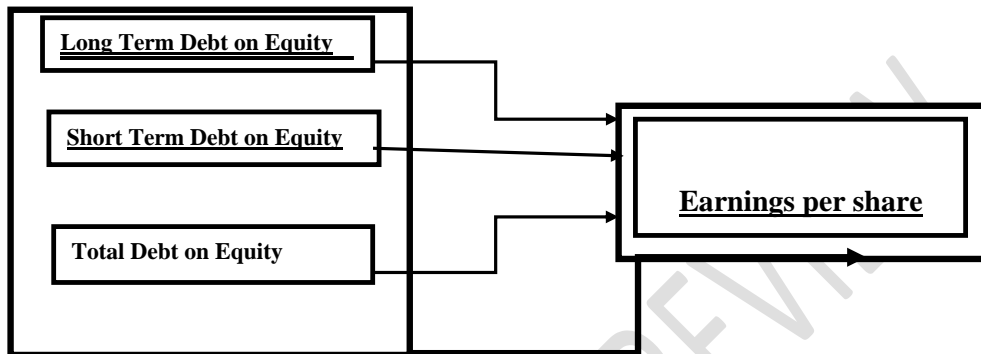 Long Term Debt on Equity
Short Term Debt on Equity
Earnings per share
Total Debt on Equity